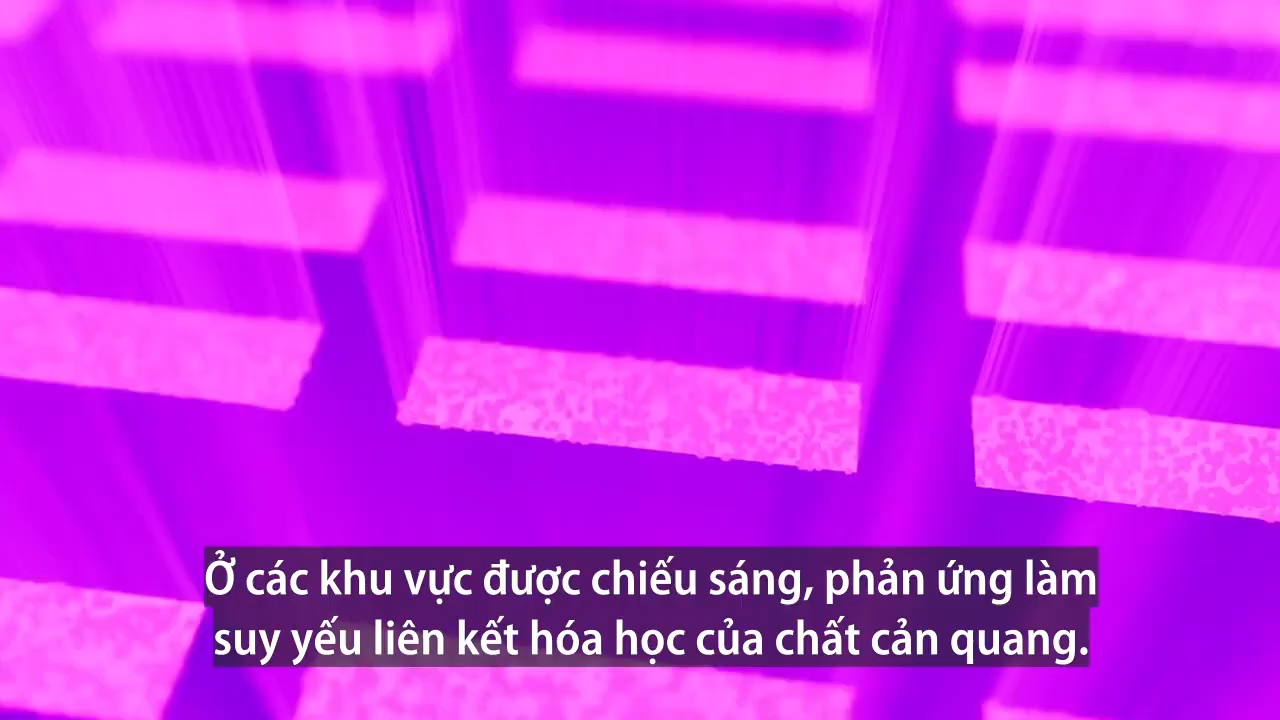 Ở các khu vực được chiếu sáng, phản ứng làm
suy yếu liên kết hóa học của chất cản quang.